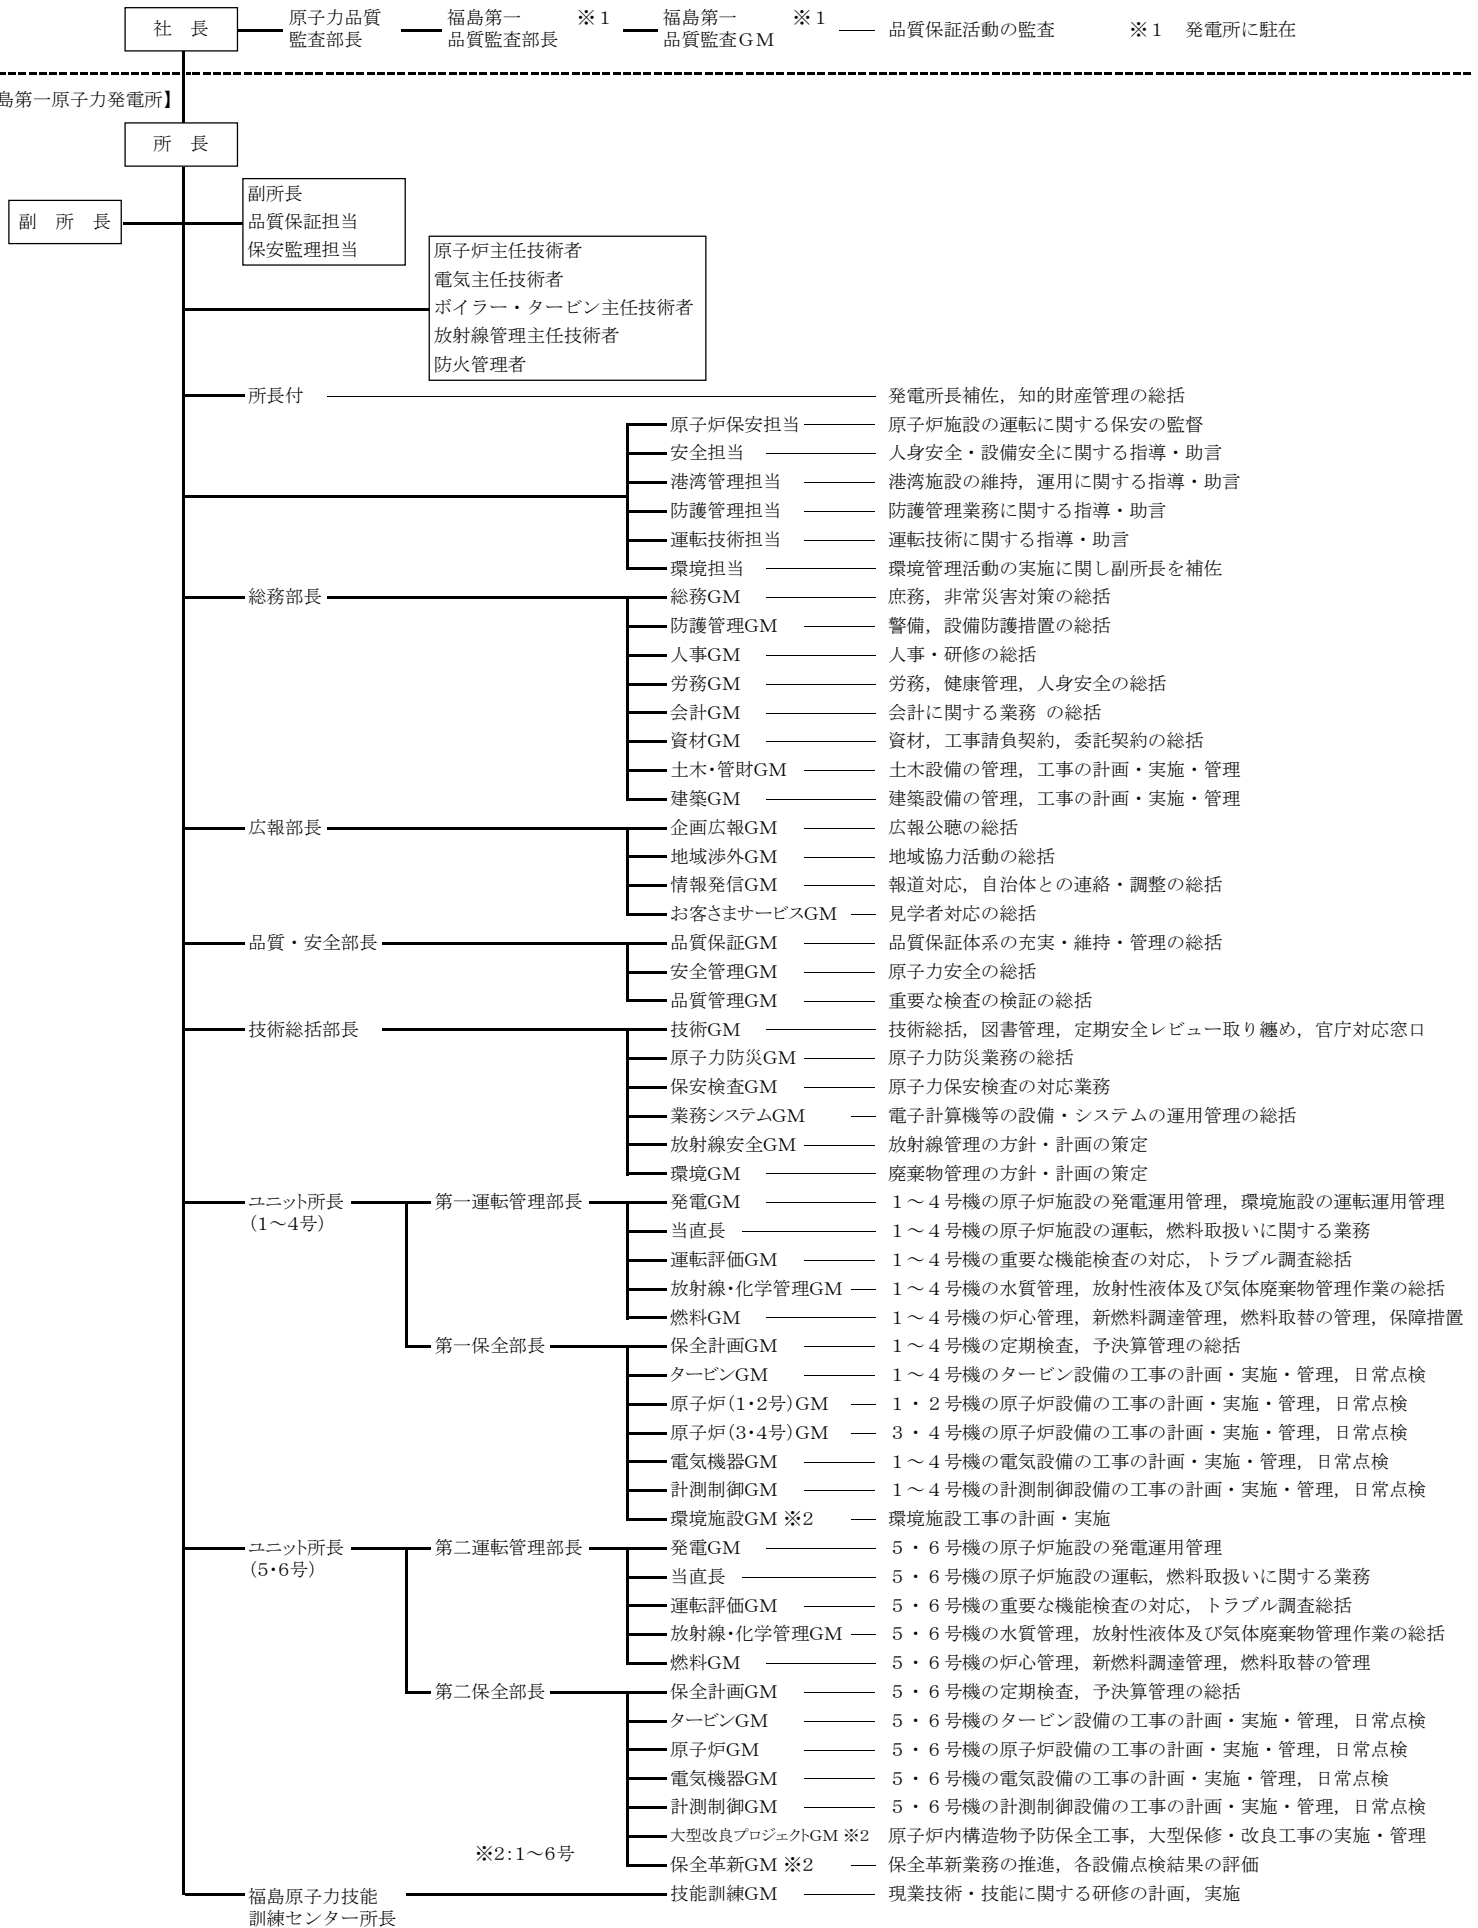 社　長
原子力品質
監査部長
福島第一　※１
品質監査部長
福島第一　※１
品質監査ＧＭ
品質保証活動の監査　※１　発電所に駐在
島第一原子力発電所】
所　長
副　所　長
副所長
品質保証担当
保安監理担当
原子炉主任技術者
電気主任技術者
ボイラー・タービン主任技術者
放射線管理主任技術者
防火管理者
所長付　発電所長補佐，知的財産管理の総括
原子炉保安担当　原子炉施設の運転に関する保安の監督
安全担当　人身安全・設備安全に関する指導・助言
港湾管理担当　港湾施設の維持，運用に関する指導・助言
防護管理担当　防護管理業務に関する指導・助言
運転技術担当　運転技術に関する指導・助言
環境担当　環境管理活動の実施に関し副所長を補佐
総務部長　総務GM　庶務，非常災害対策の総括
防護管理GM　警備，設備防護措置の総括
人事GM　人事・研修の総括
労務GM　労務，健康管理，人身安全の総括
会計GM　会計に関する業務 の総括
資材GM　資材，工事請負契約，委託契約の総括
土木・管財GM　土木設備の管理，工事の計画・実施・管理
建築GM　建築設備の管理，工事の計画・実施・管理
広報部長　企画広報GM　広報公聴の総括
地域渉外GM　地域協力活動の総括
情報発信GM　報道対応，自治体との連絡・調整の総括
お客さまサービスGM　見学者対応の総括
品質・安全部長　品質保証GM　品質保証体系の充実・維持・管理の総括
安全管理GM　原子力安全の総括
品質管理GM　重要な検査の検証の総括
技術総括部長　技術GM　技術総括，図書管理，定期安全レビュー取り纏め，官庁対応窓口
原子力防災GM　原子力防災業務の総括
保安検査GM　原子力保安検査の対応業務
業務システムGM　電子計算機等の設備・システムの運用管理の総括
放射線安全GM　放射線管理の方針・計画の策定
環境GM　廃棄物管理の方針・計画の策定
ユニット所長　第一運転管理部長　発電GM　１～４号機の原子炉施設の発電運用管理，環境施設の運転運用管理
（1～4号）
当直長　１～４号機の原子炉施設の運転，燃料取扱いに関する業務
運転評価GM　１～４号機の重要な機能検査の対応，トラブル調査総括
放射線・化学管理GM　１～４号機の水質管理，放射性液体及び気体廃棄物管理作業の総括
燃料GM　１～４号機の炉心管理，新燃料調達管理，燃料取替の管理，保障措置
第一保全部長　保全計画GM　１～４号機の定期検査，予決算管理の総括
タービンGM　１～４号機のタービン設備の工事の計画・実施・管理，日常点検
原子炉（1・2号）GM　１・２号機の原子炉設備の工事の計画・実施・管理，日常点検
原子炉（3・4号）GM　３・４号機の原子炉設備の工事の計画・実施・管理，日常点検
電気機器GM　１～４号機の電気設備の工事の計画・実施・管理，日常点検
計測制御GM　１～４号機の計測制御設備の工事の計画・実施・管理，日常点検
環境施設GM ※2　環境施設工事の計画・実施
ユニット所長　第二運転管理部長　発電GM　５・６号機の原子炉施設の発電運用管理
（5・6号）
当直長　５・６号機の原子炉施設の運転，燃料取扱いに関する業務
運転評価GM　５・６号機の重要な機能検査の対応，トラブル調査総括
放射線・化学管理GM　５・６号機の水質管理，放射性液体及び気体廃棄物管理作業の総括
燃料GM　５・６号機の炉心管理，新燃料調達管理，燃料取替の管理
第二保全部長　保全計画GM　５・６号機の定期検査，予決算管理の総括
タービンGM　５・６号機のタービン設備の工事の計画・実施・管理，日常点検
原子炉GM　５・６号機の原子炉設備の工事の計画・実施・管理，日常点検
電気機器GM　５・６号機の電気設備の工事の計画・実施・管理，日常点検
計測制御GM　５・６号機の計測制御設備の工事の計画・実施・管理，日常点検
大型改良プロジェクトGM ※2　原子炉内構造物予防保全工事，大型保修・改良工事の実施・管理
※2：1～6号
保全革新GM ※2　保全革新業務の推進，各設備点検結果の評価
福島原子力技能　技能訓練GM　現業技術・技能に関する研修の計画，実施
訓練センター所長